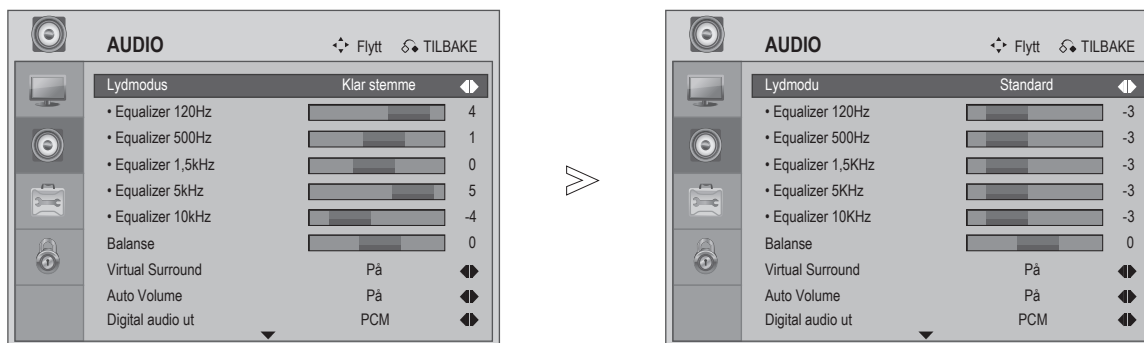 AUDIO Flytt TILBAKE
Lydmodus Klar stemme
• Equalizer 120Hz 4
• Equalizer 500Hz 1
• Equalizer 1,5kHz 0
• Equalizer 5kHz 5
• Equalizer 10kHz -4
Balanse 0
Virtual Surround På
Auto Volume På
Digital audio ut PCM
>
AUDIO Flytt TILBAKE
Lydmodu Standard
• Equalizer 120Hz -3
• Equalizer 500Hz -3
• Equalizer 1,5KHz -3
• Equalizer 5KHz -3
• Equalizer 10KHz -3
Balanse 0
Virtual Surround På
Auto Volume På
Digital audio ut PCM